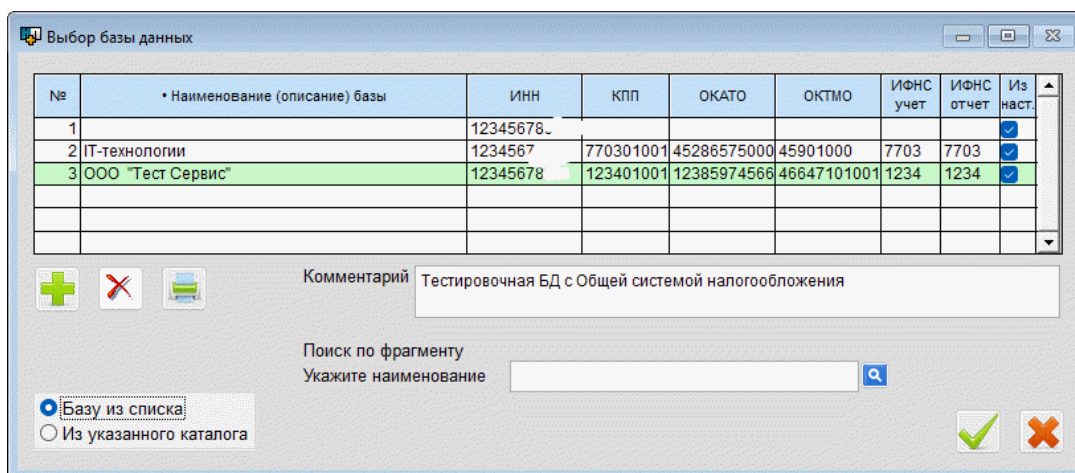 Выбор базы данных
№ • Наименование (описание) базы ИНН КПП ОКАТО ОКТМО ИФНС учет ИФНС отчет Из наст.
1
2 IT-технологии 1234567 770301001 45286575000 45901000 7703 7703
3 ООО "Тест Сервис" 12345678 123401001 12385974566 46647101001 1234 1234
Комментарий Тестировочная БД с Общей системой налогообложения
Поиск по фрагменту
Укажите наименование
Базу из списка
Из указанного каталога